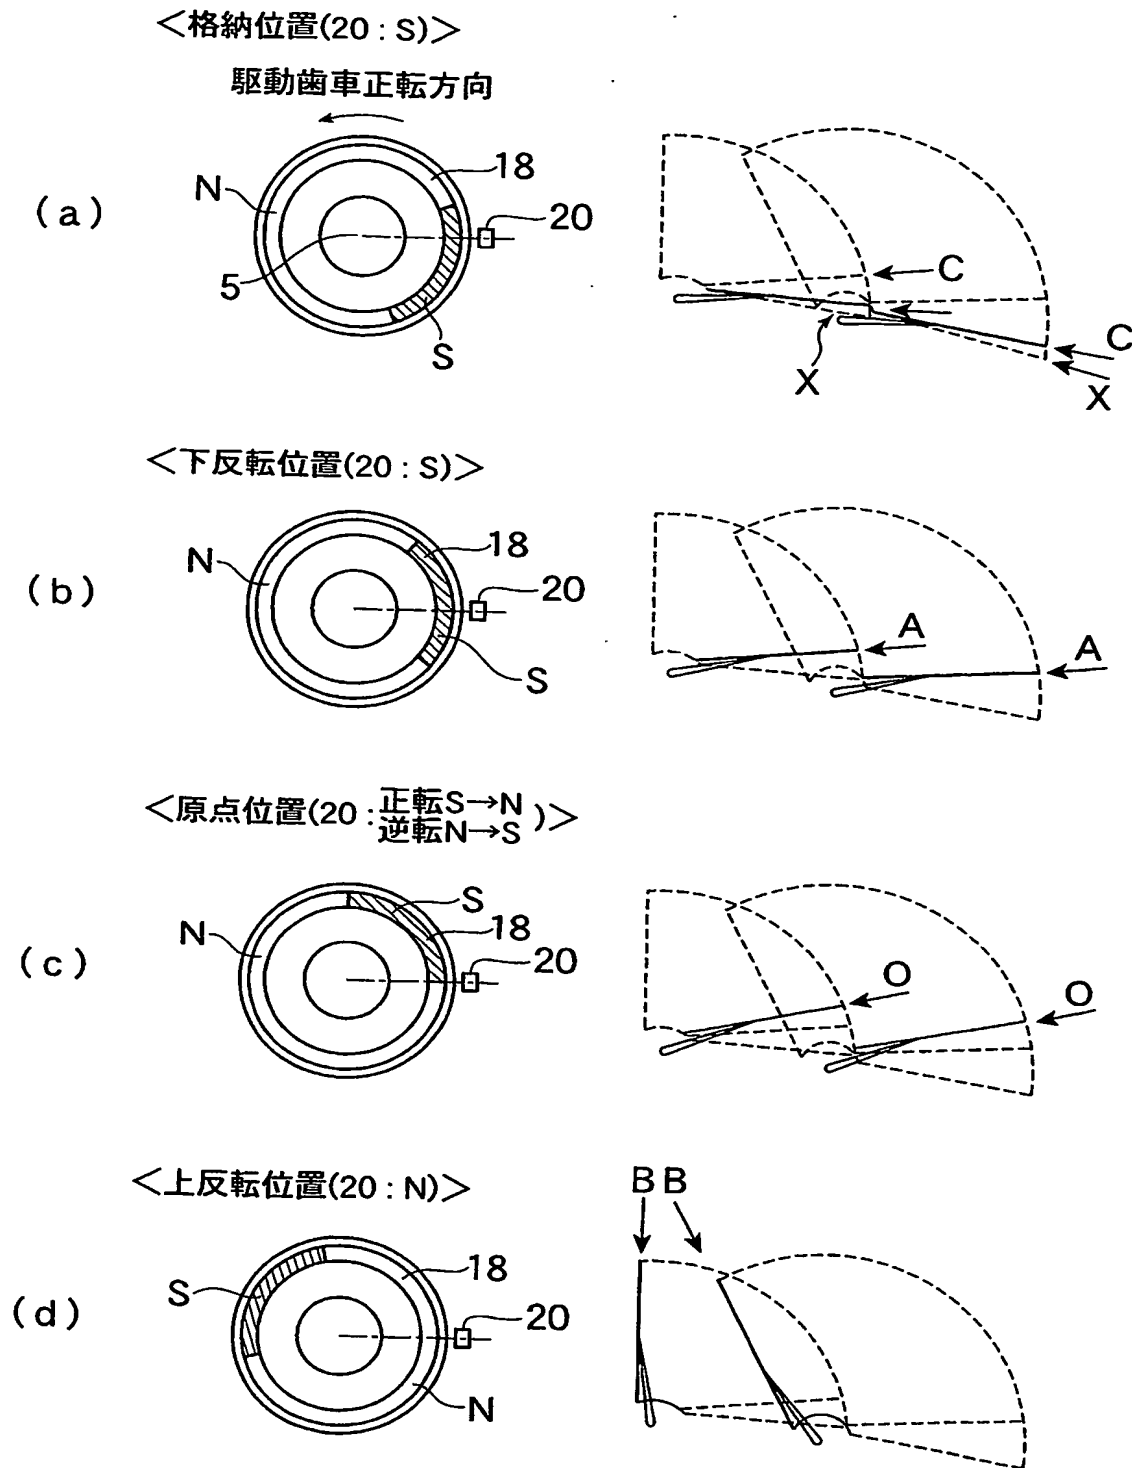 <格納位置(20:S)>
駆動歯車正転方向
(a)
N
18
20
5
S
C
X
C
X
<下反転位置(20:S)>
(b)
N
18
20
S
A
A
<原点位置(20:正転S→N
逆転N→S)>
(c)
N
S
18
20
O
O
<上反転位置(20:N)>
(d)
S
18
20
N
B B